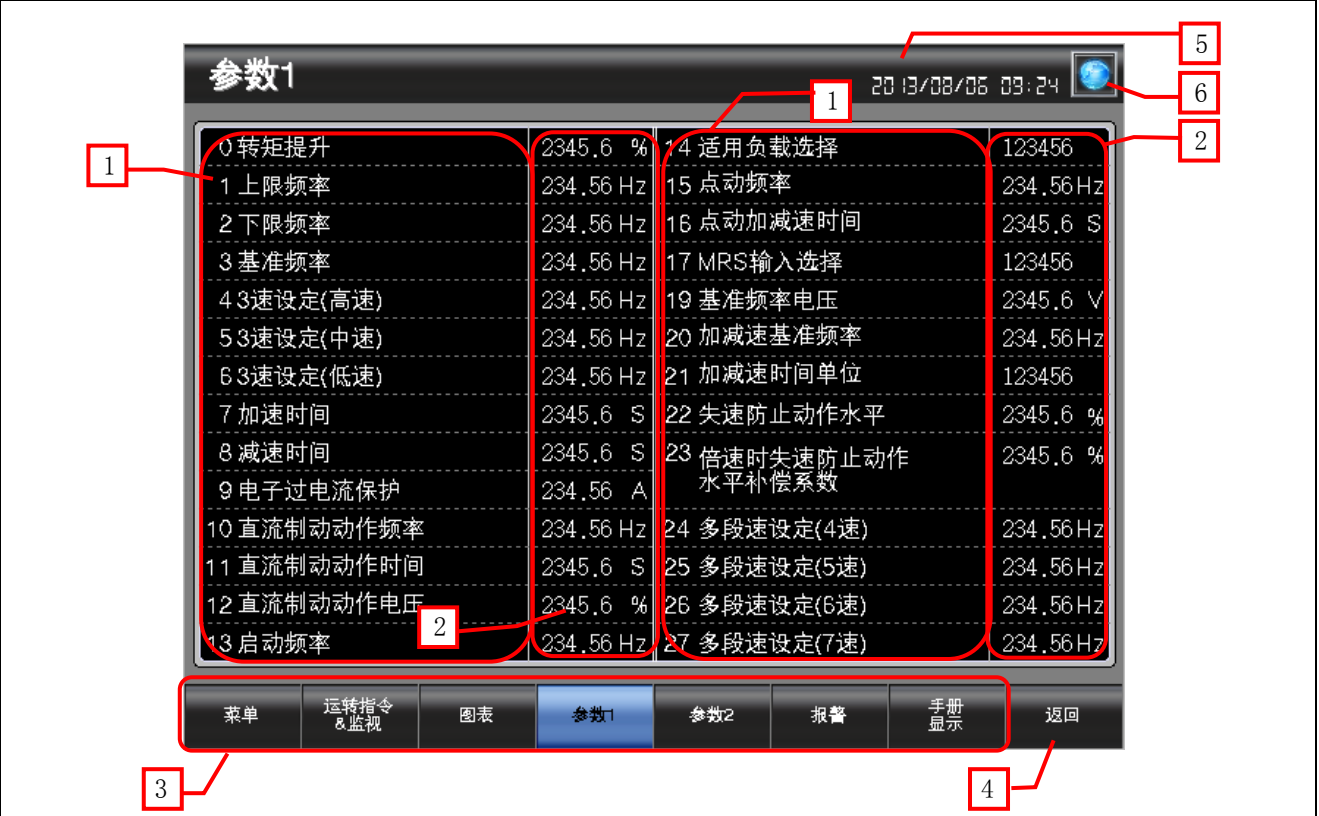 参数1
2013/08/06 09:24
5
6
1
1
2
0 转矩提升 2345.6 %
1 上限频率 234.56 Hz
2 下限频率 234.56 Hz
3 基准频率 234.56 Hz
4 3速设定(高速) 234.56 Hz
5 3速设定(中速) 234.56 Hz
6 3速设定(低速) 234.56 Hz
7 加速时间 2345.6 S
8 减速时间 2345.6 S
9 电子过电流保护 234.56 A
10 直流制动动作频率 234.56 Hz
11 直流制动动作时间 2345.6 S
12 直流制动动作电压 2345.6 %
13 启动频率 234.56 Hz
2
14 适用负载选择 123456
15 点动频率 234.56 Hz
16 点动加减速时间 2345.6 S
17 MRS输入选择 123456
19 基准频率电压 2345.6 V
20 加减速基准频率 234.56 Hz
21 加减速时间单位 123456
22 失速防止动作水平 2345.6 %
23 倍速时失速防止动作 2345.6 %
水平补偿系数
24 多段速设定(4速) 234.56 Hz
25 多段速设定(5速) 234.56 Hz
26 多段速设定(6速) 234.56 Hz
27 多段速设定(7速) 234.56 Hz
菜单
运转指令
&监视
图表
参数1
参数2
报警
手册
显示
返回
3
4